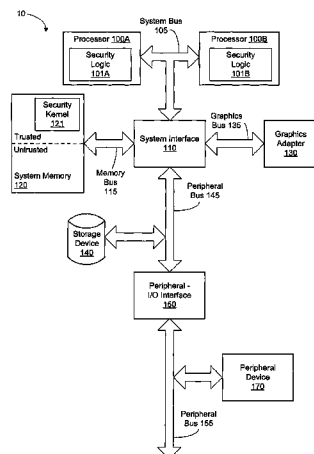 10
System Bus
105
Processor 100A
Security
Logic
101A
Processor 100B
Security
Logic
101B
Security
Kernel
121
Trusted
Untrusted
System Memory
120
Memory
Bus
115
System Interface
110
Graphics
Bus 135
Graphics
Adapter
130
Peripheral
Bus 145
Storage
Device
140
Peripheral -
I/O Interface
150
Peripheral
Device
170
Peripheral
Bus 155